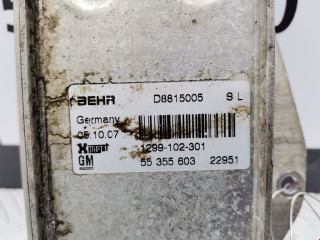 BEHR D8815005 S L
Germany
05.10.07
1299-102-301
GM 55 355 603 22951